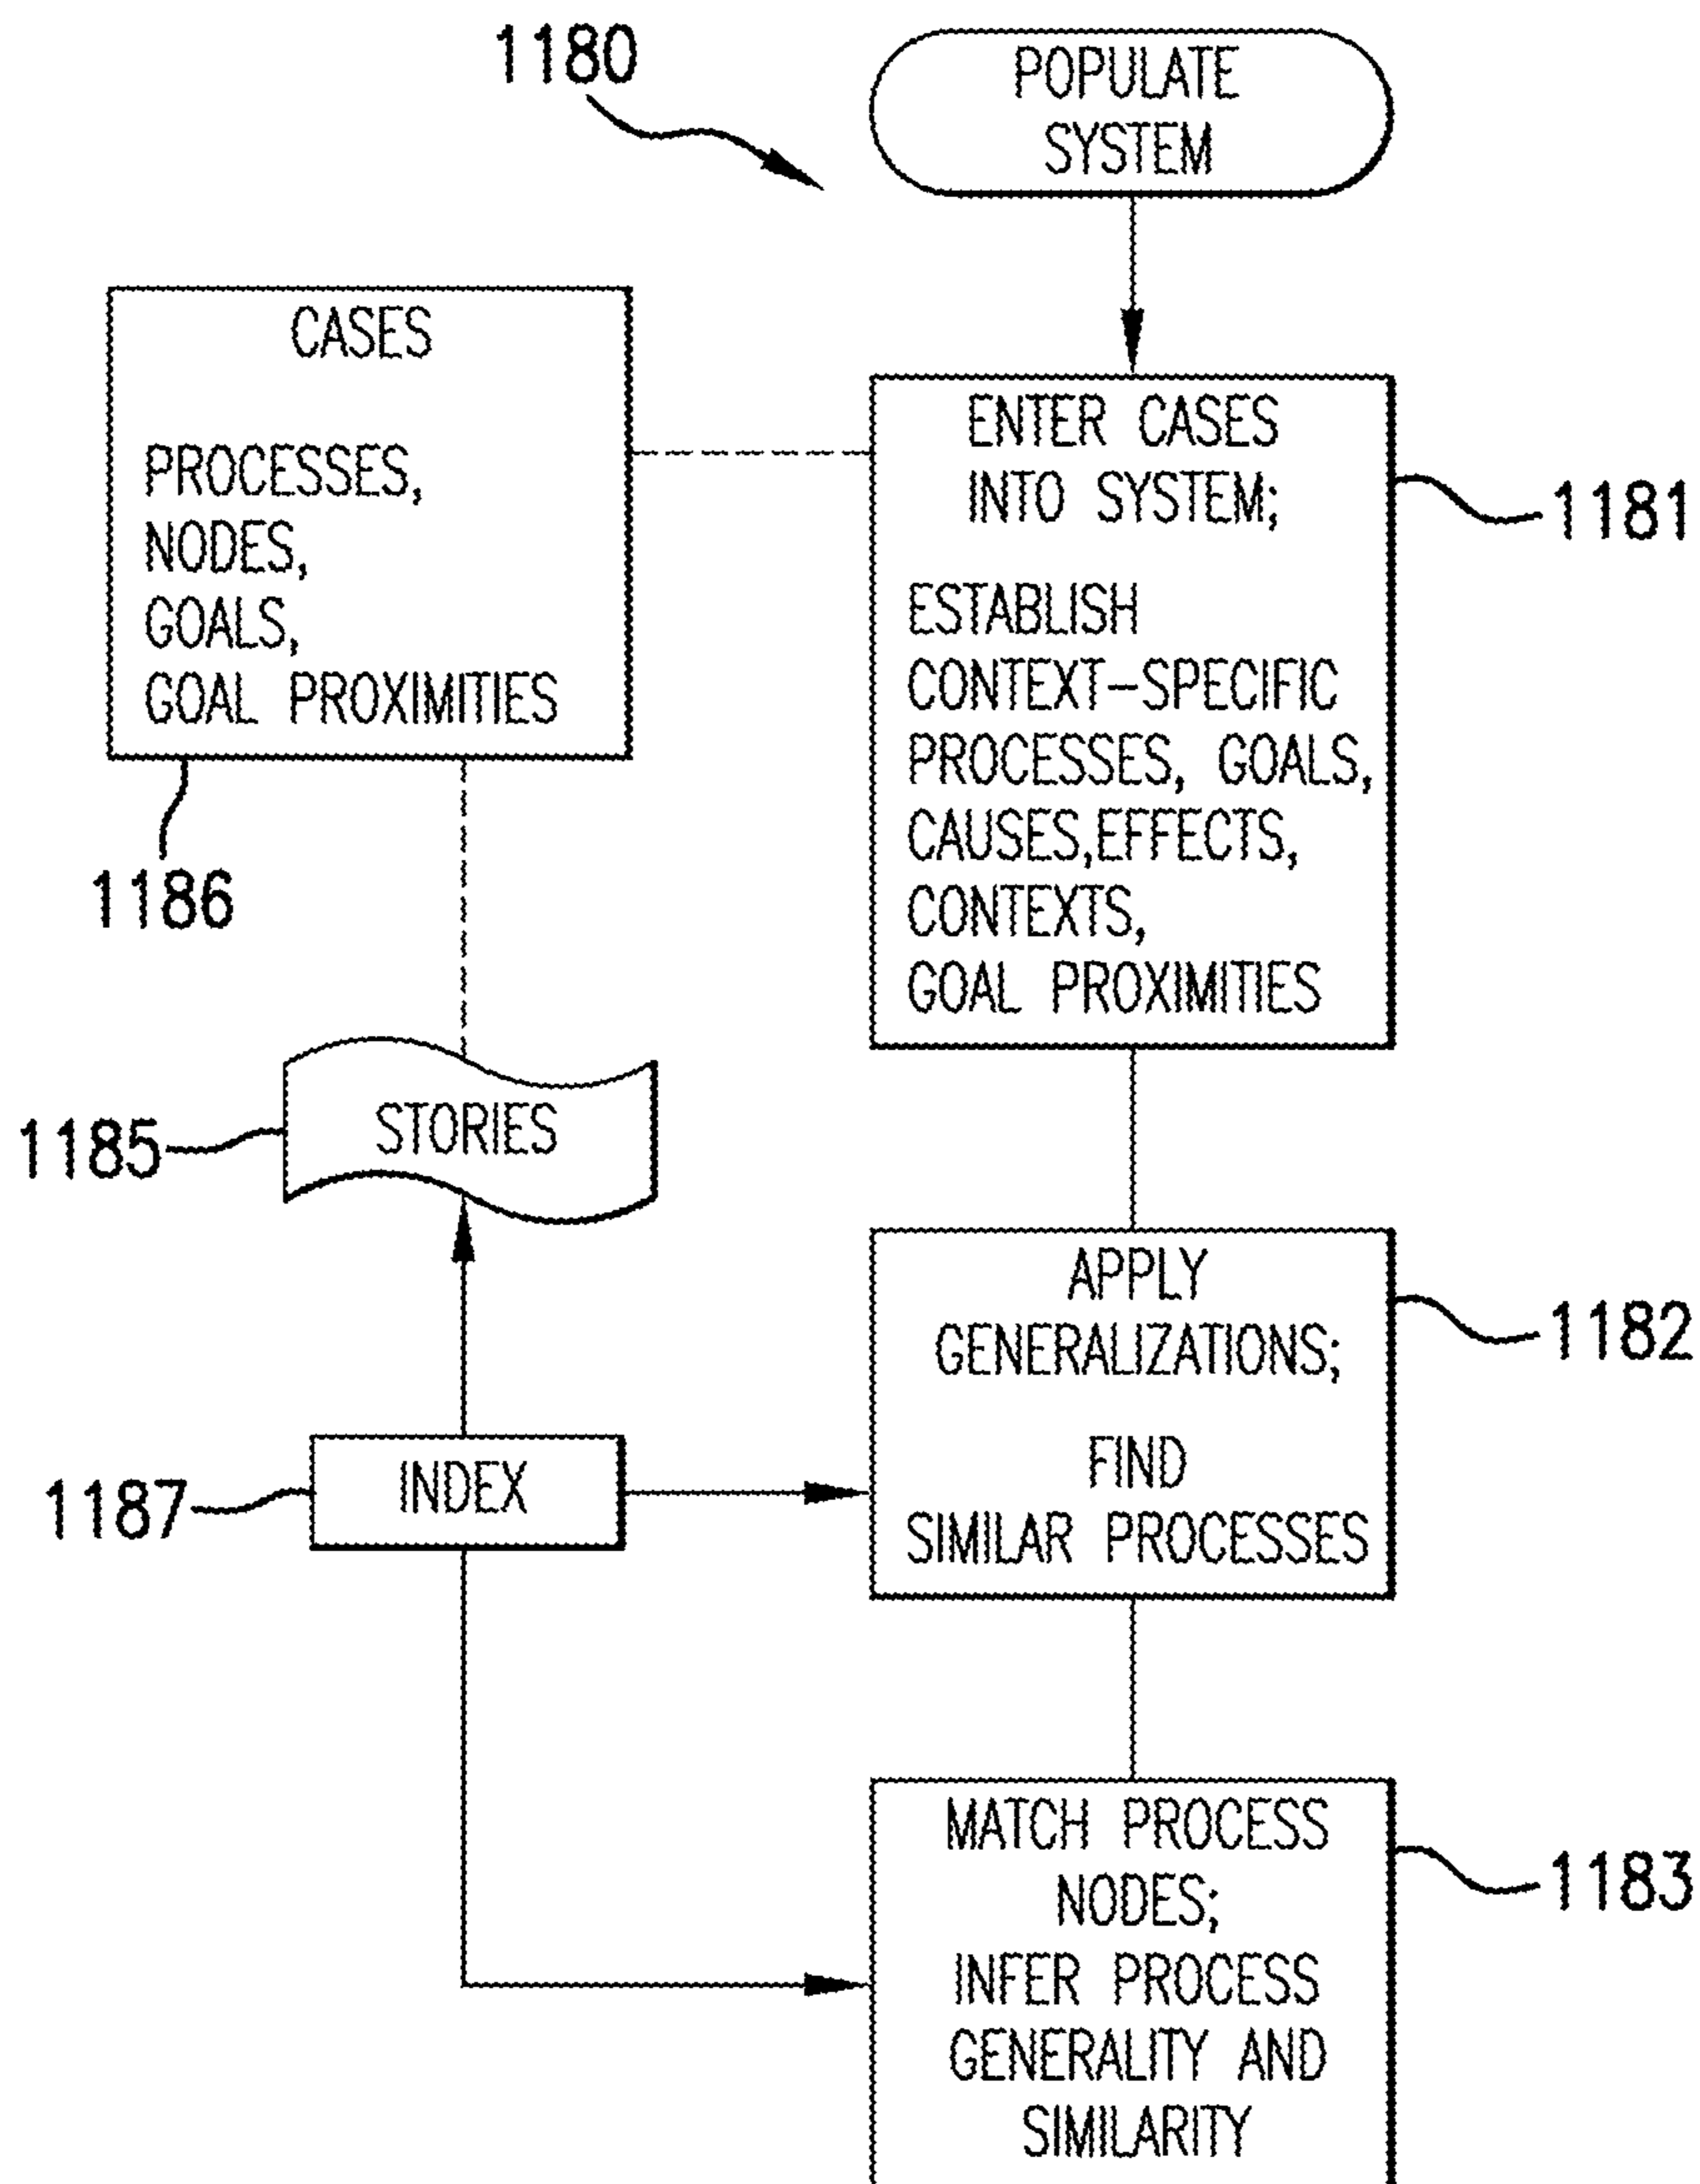 1180
POPULATE
SYSTEM
CASES
PROCESSES,
NODES,
GOALS,
GOAL PROXIMITIES
1186
ENTER CASES
INTO SYSTEM;
ESTABLISH
CONTEXT-SPECIFIC
PROCESSES, GOALS,
CAUSES,EFFECTS,
CONTEXTS,
GOAL PROXIMITIES
1181
STORIES
1185
APPLY
GENERALIZATIONS;
FIND
SIMILAR PROCESSES
1182
INDEX
1187
MATCH PROCESS
NODES;
INFER PROCESS
GENERALITY AND
SIMILARITY
1183